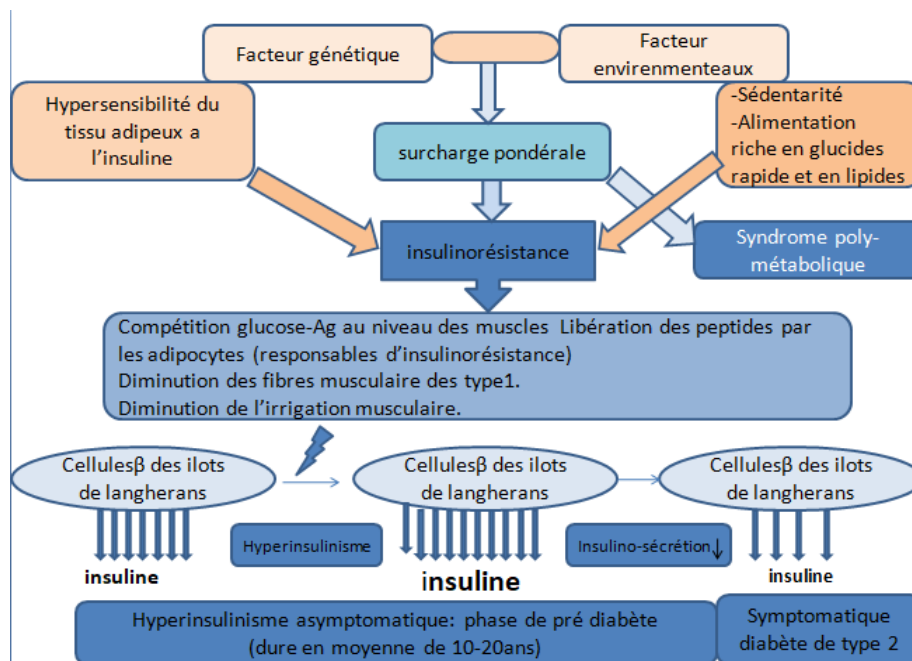 Facteur génétique
Facteur
envirenmenteaux
Hypersensibilité du
tissu adipeux a
l'insuline
surcharge pondérale
-Sédentarité
-Alimentation
riche en glucides
rapide et en lipides
insulinorésistance
Syndrome poly-
métabolique
Compétition glucose-Ag au niveau des muscles Libération des peptides par
les adipocytes (responsables d'insulinorésistance)
Diminution des fibres musculaire des type1.
Diminution de l'irrigation musculaire.
Cellulesβ des ilots
de langherans
Cellulesβ des ilots
de langherans
Cellulesβ des ilots
de langherans
Hyperinsulinisme
Insulino-sécrétion↓
insuline
insuline
insuline
Hyperinsulinisme asymptomatique: phase de pré diabète
(dure en moyenne de 10-20ans)
Symptomatique
diabète de type 2